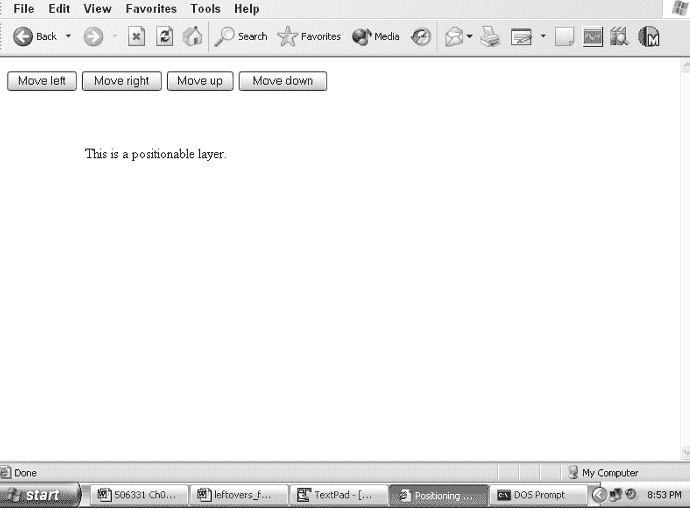 File Edit View Favorites Tools Help
Back Search Favorites Media
Move left Move right Move up Move down
This is a positionable layer.
Done My Computer
start 506331 Ch0... leftovers_f... TextPad - [... Positioning ... DOS Prompt 8:53 PM